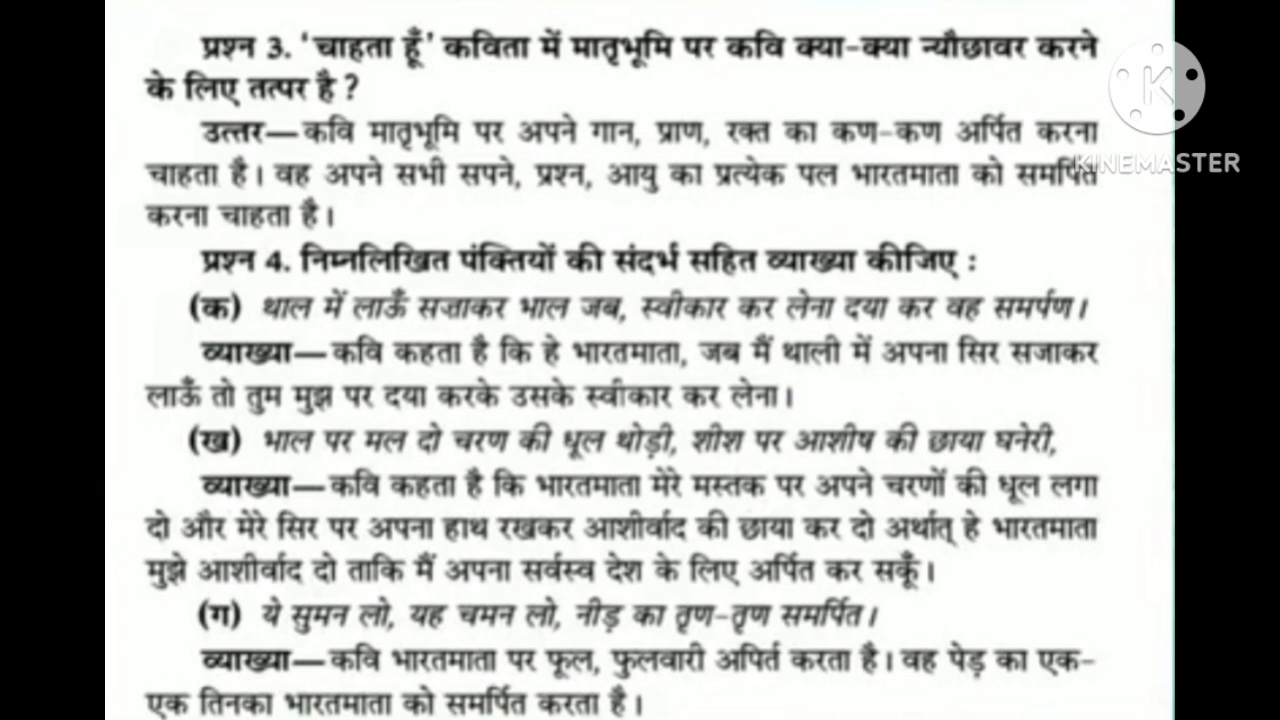 प्रश्न 3. 'चाहता हूँ' कविता में मातृभूमि पर कवि क्या-क्या न्यौछावर करने
के लिए तत्पर है ?
उत्तर—कवि मातृभूमि पर अपने गान, प्राण, रक्त का कण-कण अर्पित करना
चाहता है। वह अपने सभी सपने, प्रश्न, आयु का प्रत्येक पल भारतमाता को समर्पित
करना चाहता है।
KINEMASTER
प्रश्न 4. निम्नलिखित पंक्तियों की संदर्भ सहित व्याख्या कीजिए :
(क) थाल में लाऊँ सजाकर भाल जब, स्वीकार कर लेना दया कर वह समर्पण।
व्याख्या—कवि कहता है कि हे भारतमाता, जब मैं थाली में अपना सिर सजाकर
लाऊँ तो तुम मुझ पर दया करके उसके स्वीकार कर लेना।
(ख) भाल पर मल दो चरण की धूल थोड़ी, शीश पर आशीष की छाया घनेरी,
व्याख्या—कवि कहता है कि भारतमाता मेरे मस्तक पर अपने चरणों की धूल लगा
दो और मेरे सिर पर अपना हाथ रखकर आशीर्वाद की छाया कर दो अर्थात् हे भारतमाता
मुझे आशीर्वाद दो ताकि मैं अपना सर्वस्व देश के लिए अर्पित कर सकूँ।
(ग) ये सुमन लो, यह चमन लो, नीड़ का तृण-तृण समर्पित।
व्याख्या—कवि भारतमाता पर फूल, फुलवारी अपिर्त करता है। वह पेड़ का एक-
एक तिनका भारतमाता को समर्पित करता है।